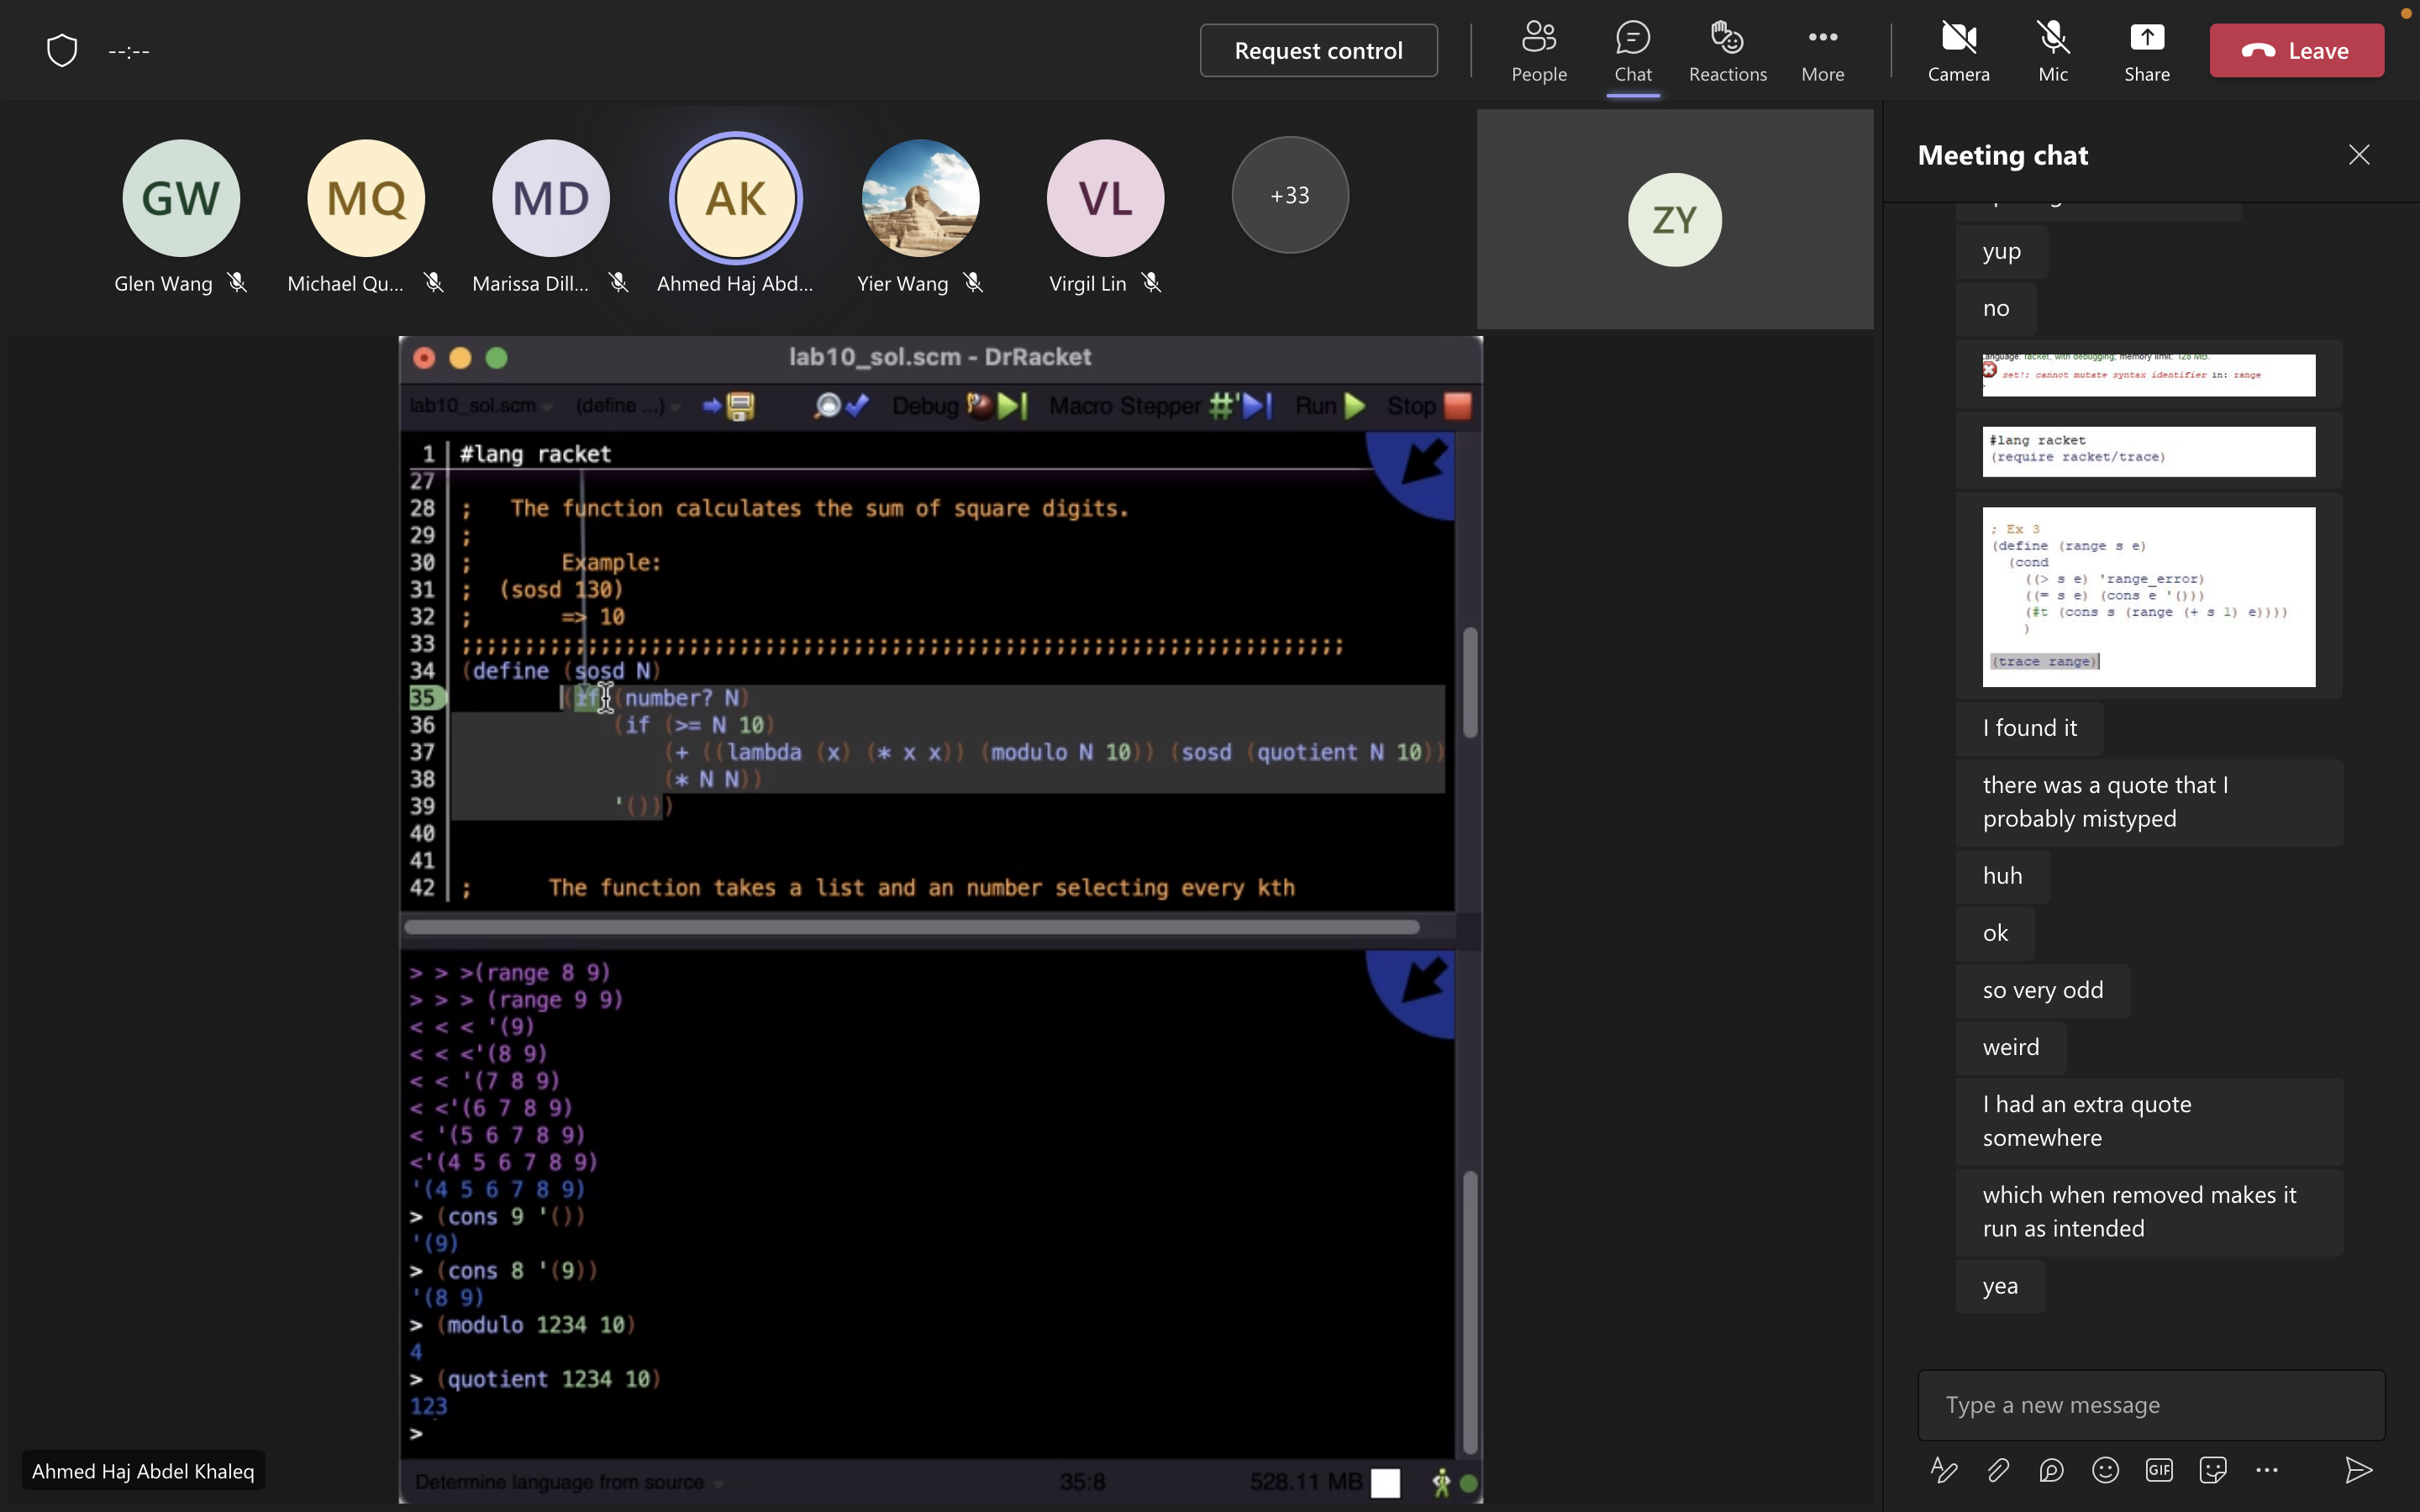 --:--
Request control
People
Chat
Reactions
More
Camera
Mic
Share
Leave
GW
MQ
MD
AK
VL
+33
ZY
Glen Wang
Michael Qu...
Marissa Dill...
Ahmed Haj Abd...
Yier Wang
Virgil Lin
lab10_sol.scm - DrRacket
lab10_sol.scm (define ...) Debug Macro Stepper Run Stop
1 #lang racket
27
28 ; The function calculates the sum of square digits.
29 ;
30 ; Example:
31 ; (sosd 130)
32 ; => 10
33 ;;;;;;;;;;;;;;;;;;;;;;;;;;;;;;;;;;;;;;;;;;;;;;;;;;;;;;;;;;;;;;;;;;;;;;
34 (define (sosd N)
35 (if (number? N)
36 (if (>= N 10)
37 (+ ((lambda (x) (* x x)) (modulo N 10)) (sosd (quotient N 10))
38 (* N N))
39 '()))
40
41
42 ; The function takes a list and an number selecting every kth
> > >(range 8 9)
> > > (range 9 9)
< < < '(9)
< < <'(8 9)
< < '(7 8 9)
< <'(6 7 8 9)
< '(5 6 7 8 9)
<'(4 5 6 7 8 9)
'(4 5 6 7 8 9)
> (cons 9 '())
'(9)
> (cons 8 '(9))
'(8 9)
> (modulo 1234 10)
4
> (quotient 1234 10)
123
>
Determine language from source 35:8 528.11 MB
Ahmed Haj Abdel Khaleq
Meeting chat
yup
no
Language: racket, with debugging; memory limit: 128 MB.
set!: cannot mutate syntax identifier in: range
>
#lang racket
(require racket/trace)
; Ex 3
(define (range s e)
(cond
((> s e) 'range_error)
((= s e) (cons e '()))
(#t (cons s (range (+ s 1) e))))
)
(trace range)
I found it
there was a quote that I
probably mistyped
huh
ok
so very odd
weird
I had an extra quote
somewhere
which when removed makes it
run as intended
yea
Type a new message
GIF